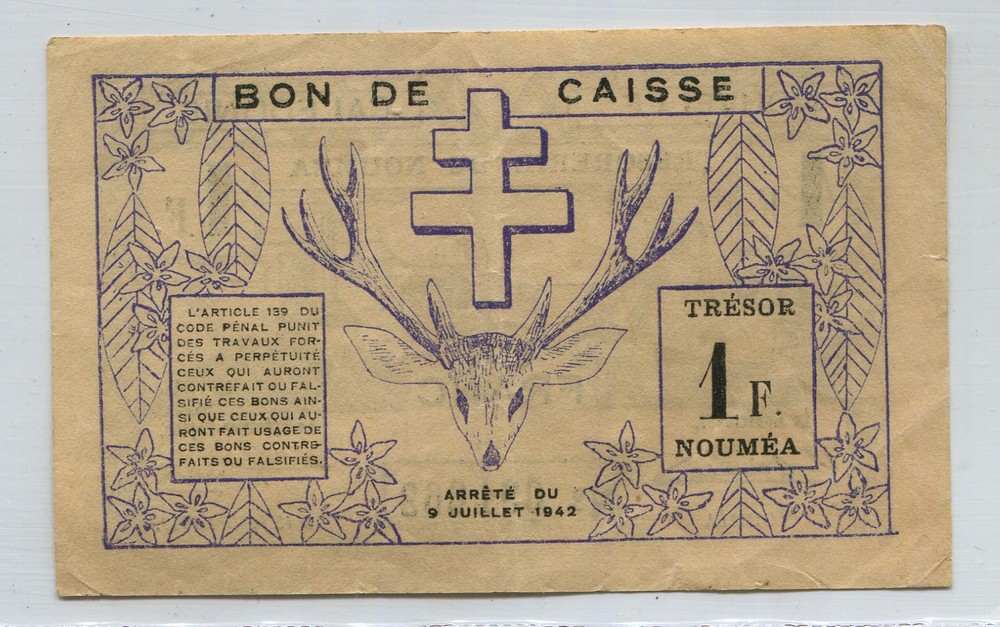 BON DE CAISSE
L'ARTICLE 139 DU
CODE PÉNAL PUNIT
DES TRAVAUX FOR-
CÉS A PERPÉTUITÉ
CEUX QUI AURONT
CONTREFAIT OU FAL-
SIFIÉ CES BONS AIN-
SI QUE CEUX QUI AU-
RONT FAIT USAGE DE
CES BONS CONTRE-
FAITS OU FALSIFIÉS.
TRÉSOR
1 F.
NOUMÉA
ARRÊTÉ DU
9 JUILLET 1942